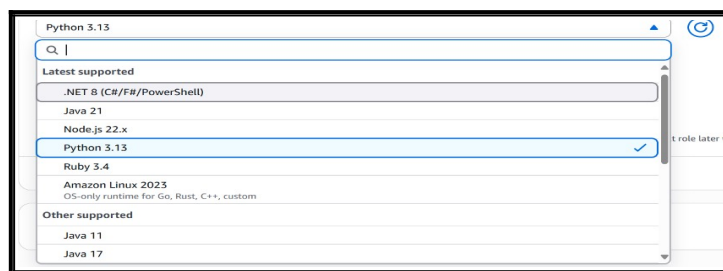 Python 3.13
Latest supported
.NET 8 (C#/F#/PowerShell)
Java 21
Node.js 22.x
Python 3.13
Ruby 3.4
Amazon Linux 2023
OS-only runtime for Go, Rust, C++, custom
Other supported
Java 11
Java 17
t role later